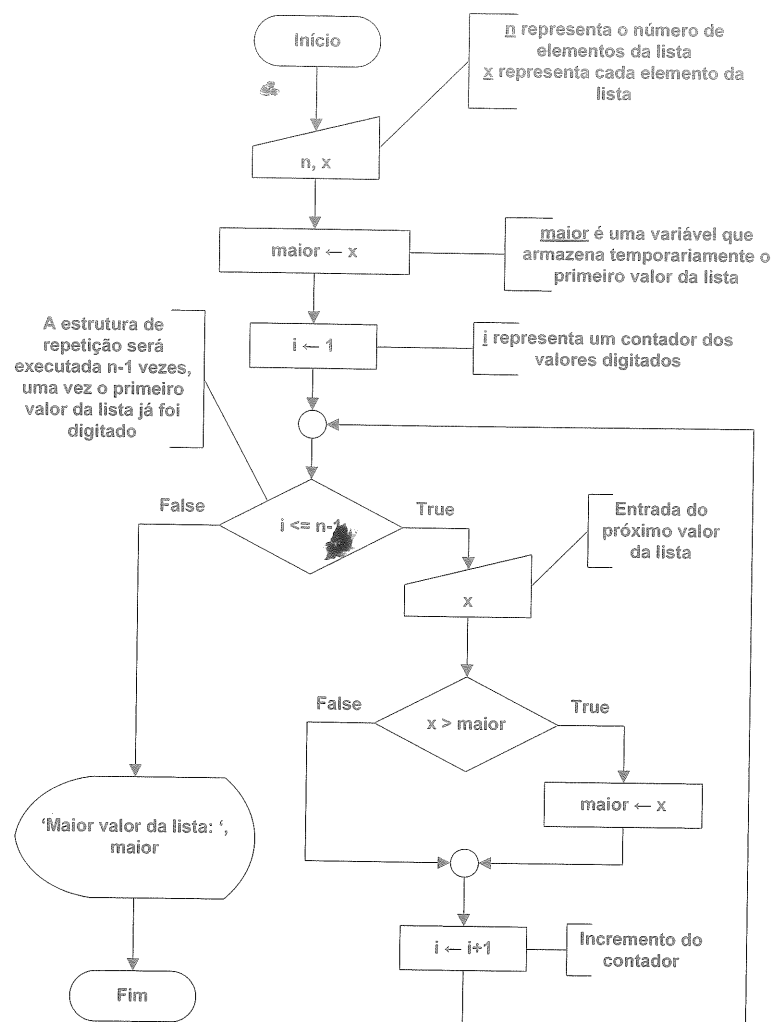 Início
n representa o número de
elementos da lista
x representa cada elemento da
lista
n, x
maior ← x
maior é uma variável que
armazena temporariamente o
primeiro valor da lista
i ← 1
i representa um contador dos
valores digitados
A estrutura de
repetição será
executada n-1 vezes,
uma vez o primeiro
valor da lista já foi
digitado
False
i <= n-1
True
Entrada do
próximo valor
da lista
x
False
x > maior
True
maior ← x
'Maior valor da lista: ',
maior
i ← i+1
Incremento do
contador
Fim